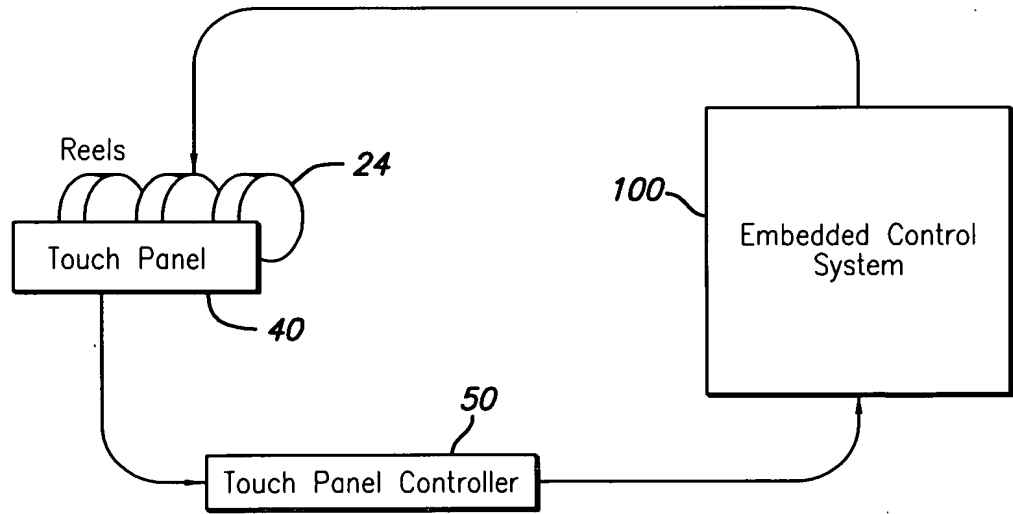 Reels
24
Touch Panel
40
100
Embedded Control
System
50
Touch Panel Controller